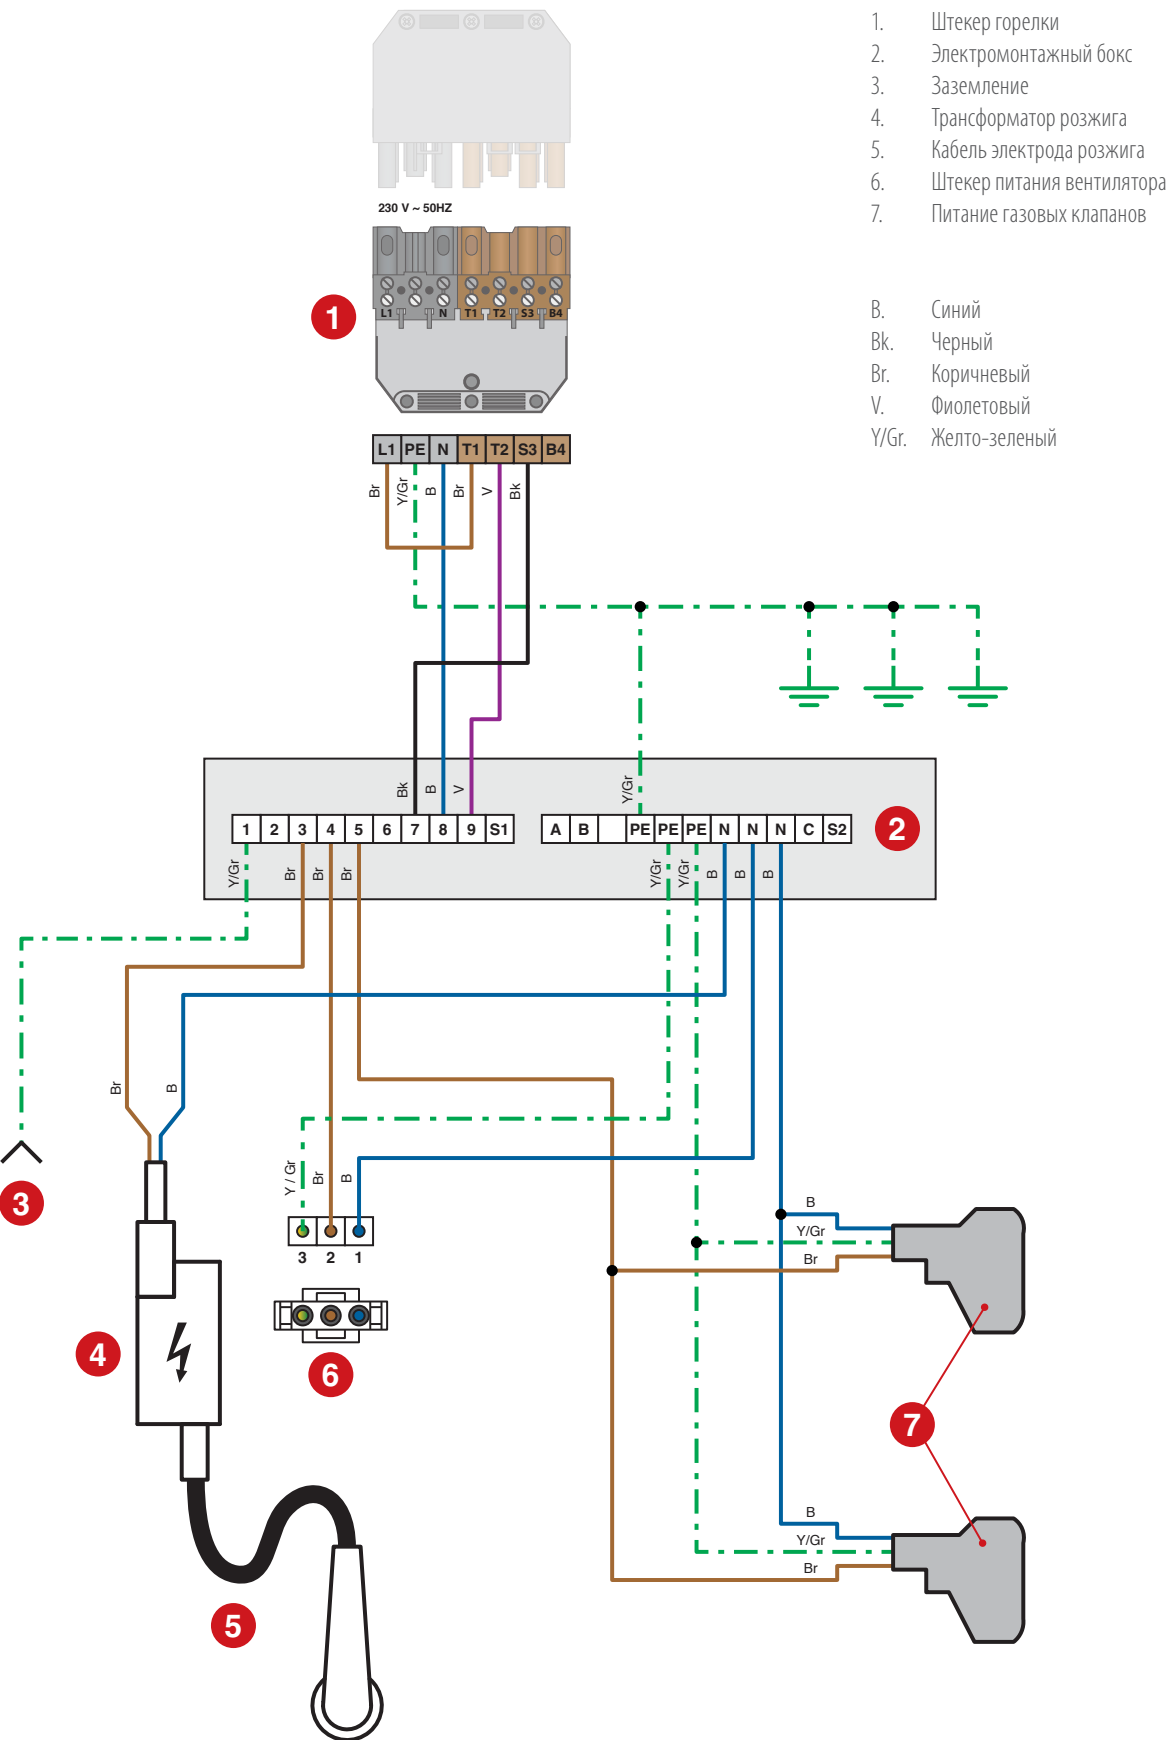 1. Штекер горелки
2. Электромонтажный бокс
3. Заземление
4. Трансформатор розжига
5. Кабель электрода розжига
6. Штекер питания вентилятора
7. Питание газовых клапанов
B. Синий
Bk. Черный
Br. Коричневый
V. Фиолетовый
Y/Gr. Желто-зеленый
230 V ~ 50HZ
1
L1 N T1 T2 S3 B4
L1 PE N T1 T2 S3 B4
Br Y/Gr B Br V Bk
Bk B V Y/Gr
1 2 3 4 5 6 7 8 9 S1 A B PE PE PE N N N C S2
2
Y/Gr Br Br Br Y/Gr Y/Gr B B B
Br B
3
Y / Gr Br B
3 2 1
6
4
5
B
Y/Gr
Br
7
B
Y/Gr
Br